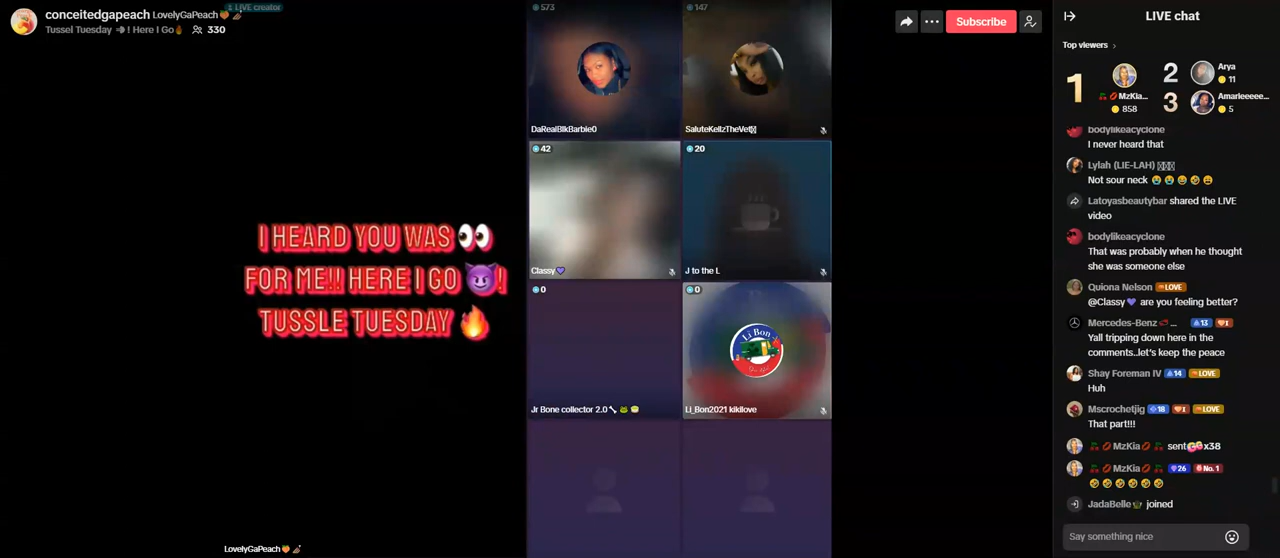 1 LIVE creator
conceitedgapeach LovelyGaPeach🍑💅🏾
Tussel Tuesday 💨! Here I Go🔥 330
Subscribe
I HEARD YOU WAS 👀
FOR ME!! HERE I GO 😈!
TUSSLE TUESDAY 🔥
LovelyGaPeach🍑💅🏾
573
DaRealBlkBarbie0
147
SaluteKellzTheVet
42
Classy💜
20
J to the L
0
Jr Bone collector 2.0🦴🐸
0
Li Bon
Li_Bon2021 kikilove
LIVE chat
Top viewers >
1 🍒💋MzKia... 858
2 Arya 11
3 Amarleeeee... 5
bodylikeacyclone
I never heard that
Lylah (LIE-LAH)
Not sour neck 😭😭😂🤣😩
Latoyasbeautybar shared the LIVE
video
bodylikeacyclone
That was probably when he thought
she was someone else
Quiona Nelson LOVE
@Classy💜 are you feeling better?
Mercedes-Benz ... 13 I
Yall tripping down here in the
comments..let's keep the peace
Shay Foreman IV 14 LOVE
Huh
Mscrochetjig 18 I LOVE
That part!!!
🍒💋MzKia💋🍒 sent x38
🍒💋MzKia💋🍒 26 No. 1
🤣🤣🤣🤣🤣🤣
JadaBelle joined
Say something nice